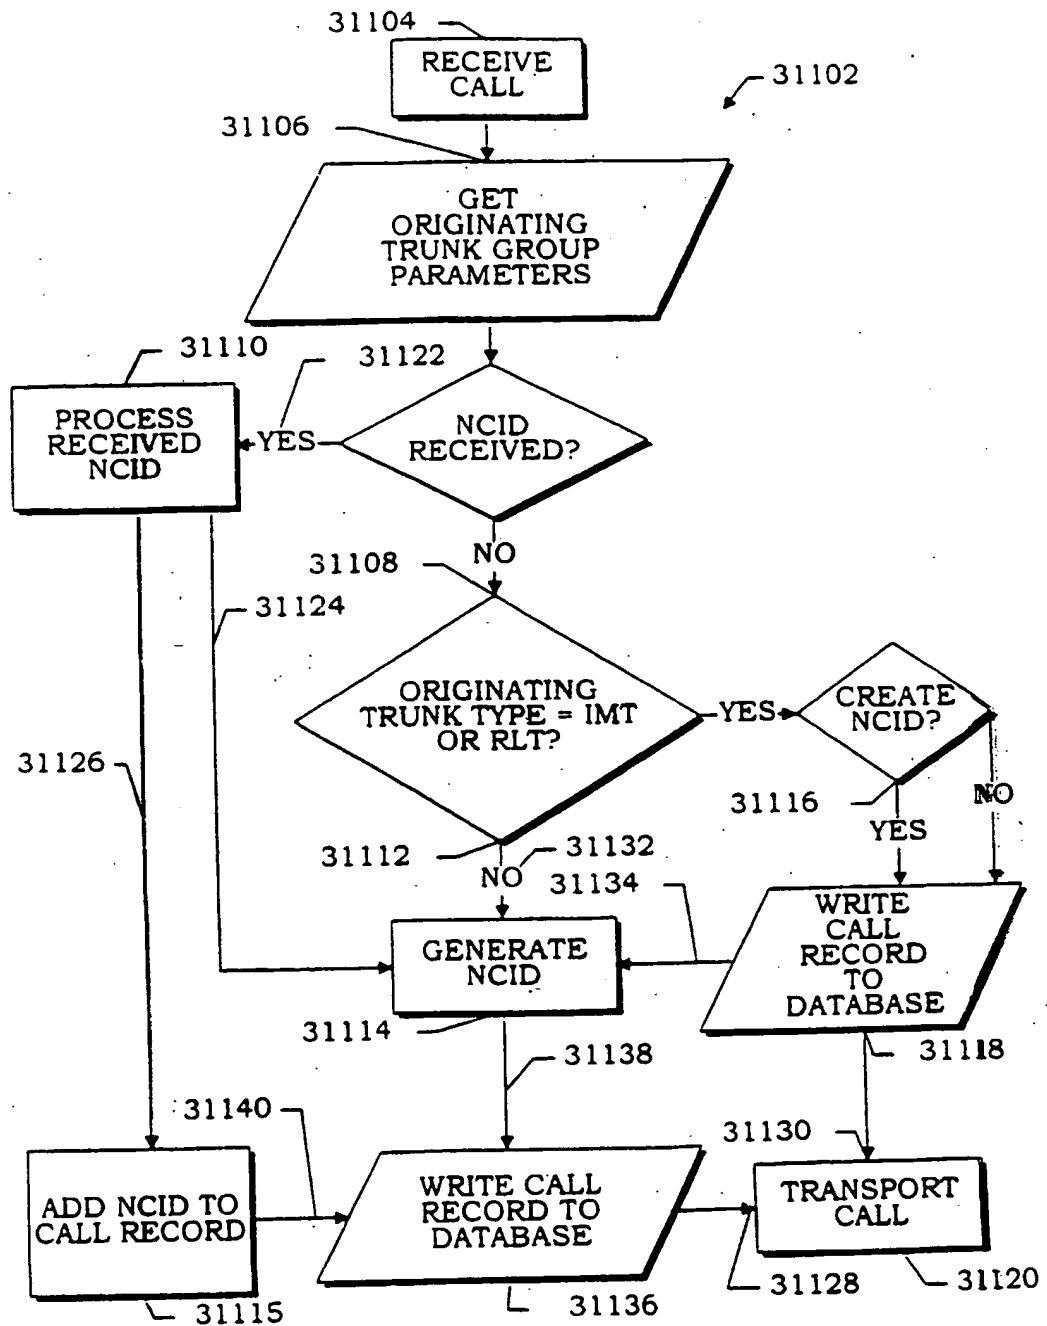 31104
RECEIVE
CALL
31102
31106
GET
ORIGINATING
TRUNK GROUP
PARAMETERS
31110
31122
PROCESS
RECEIVED
NCID
YES
NCID
RECEIVED?
NO
31108
31124
ORIGINATING
TRUNK TYPE = IMT
OR RLT?
YES
CREATE
NCID?
31126
31116
NO
YES
31112
31132
NO
31134
GENERATE
NCID
WRITE
CALL
RECORD
TO
DATABASE
31114
31118
31138
31140
31130
ADD NCID TO
CALL RECORD
WRITE CALL
RECORD TO
DATABASE
TRANSPORT
CALL
31128
31120
31115
31136